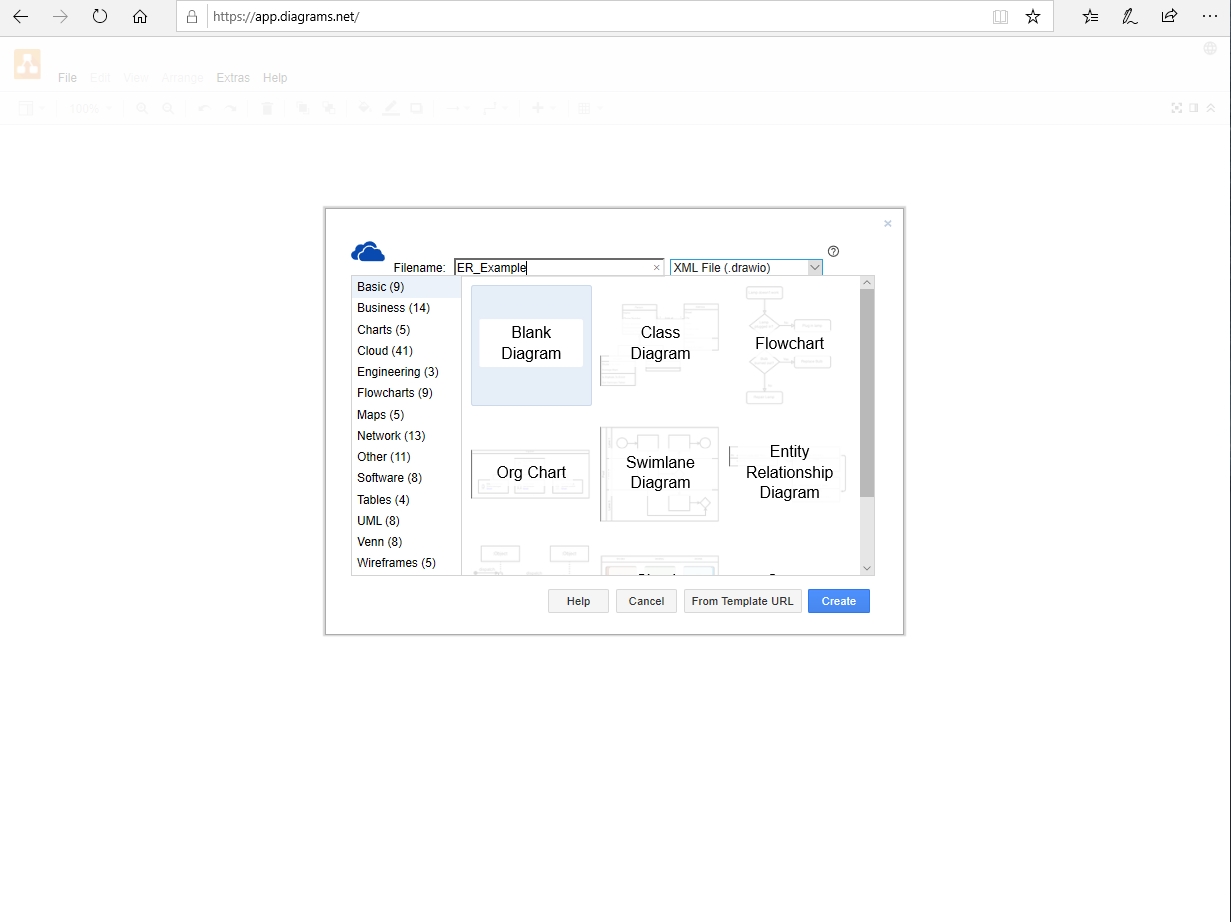 https://app.diagrams.net/
File Edit View Arrange Extras Help
100%
Filename: ER_Example XML File (.drawio)
Basic (9)
Business (14)
Charts (5)
Cloud (41)
Engineering (3)
Flowcharts (9)
Maps (5)
Network (13)
Other (11)
Software (8)
Tables (4)
UML (8)
Venn (8)
Wireframes (5)
Blank
Diagram
Class
Diagram
Flowchart
Org Chart
Swimlane
Diagram
Entity
Relationship
Diagram
Help Cancel From Template URL Create